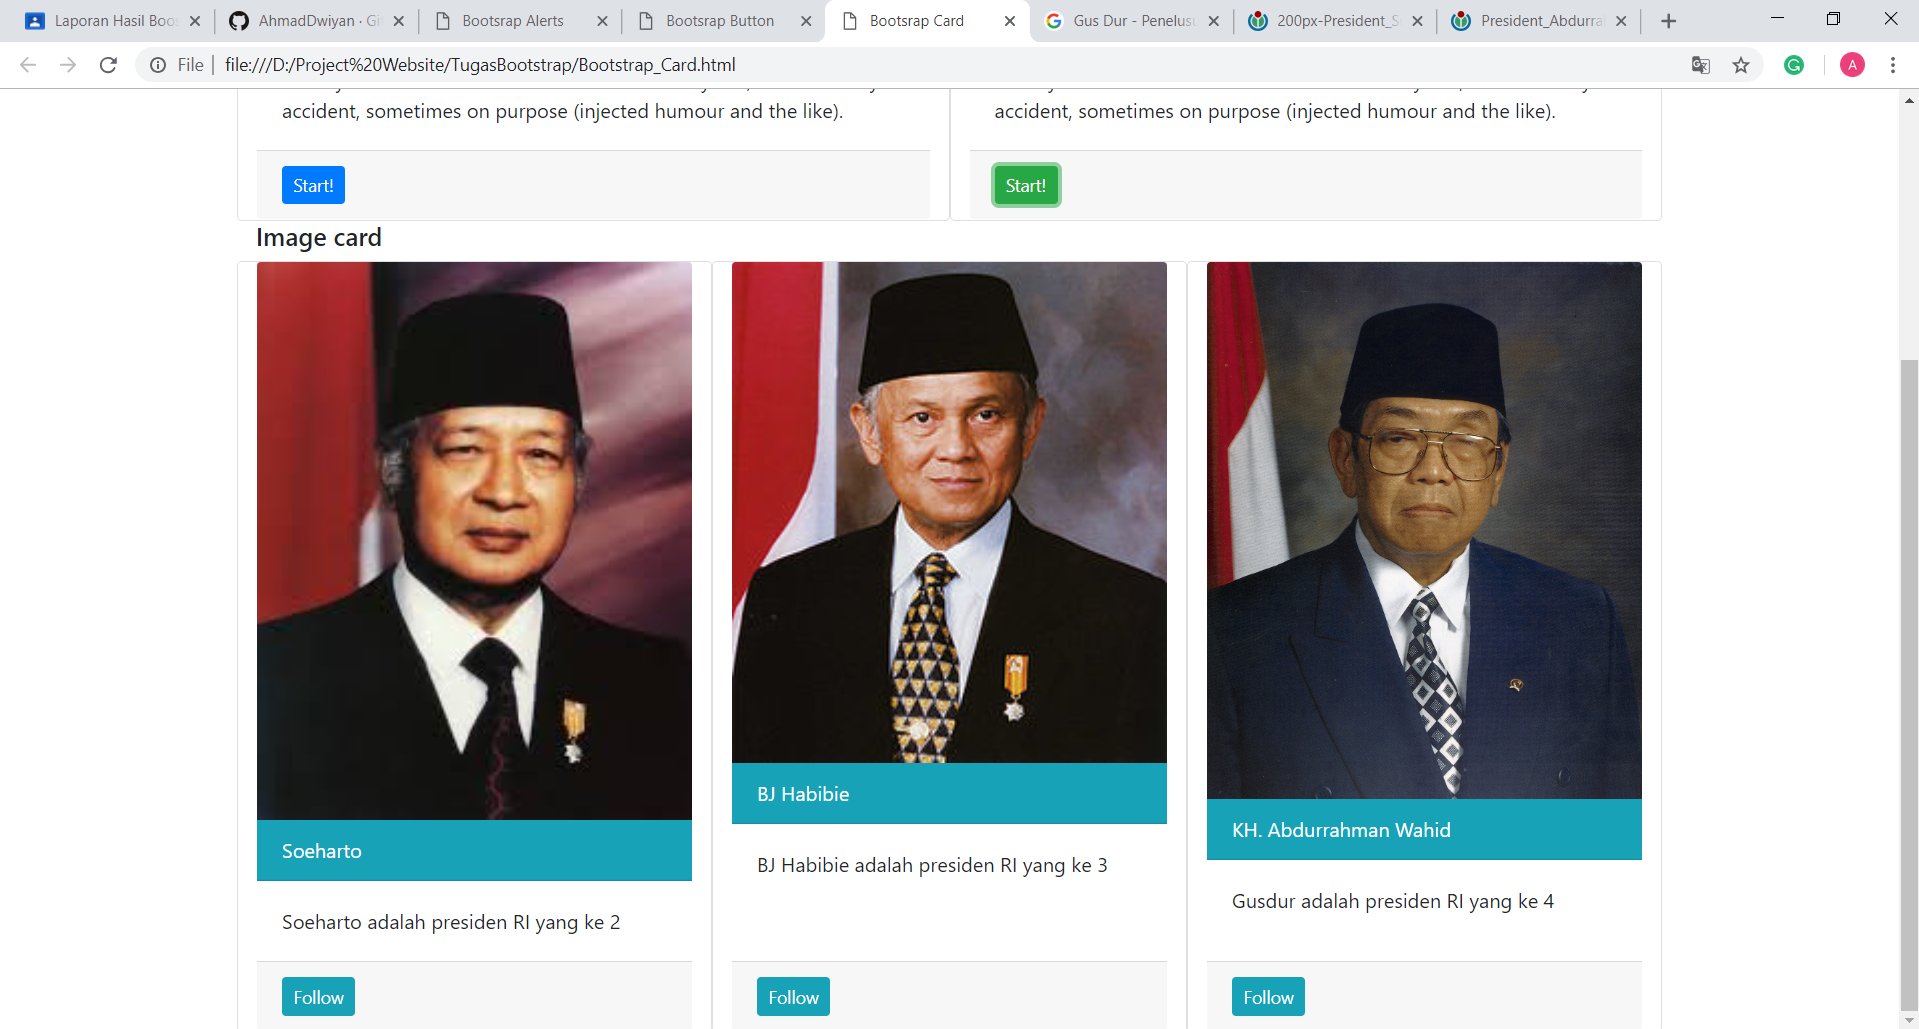 Laporan Hasil Boo
AhmadDwiyan · Gi
Bootsrap Alerts
Bootsrap Button
Bootsrap Card
Gus Dur - Penelusu
200px-President_S
President_Abdurra
File
file:///D:/Project%20Website/TugasBootstrap/Bootstrap_Card.html
A
accident, sometimes on purpose (injected humour and the like).
accident, sometimes on purpose (injected humour and the like).
Start!
Start!
Image card
Soeharto
BJ Habibie
KH. Abdurrahman Wahid
Soeharto adalah presiden RI yang ke 2
BJ Habibie adalah presiden RI yang ke 3
Gusdur adalah presiden RI yang ke 4
Follow
Follow
Follow